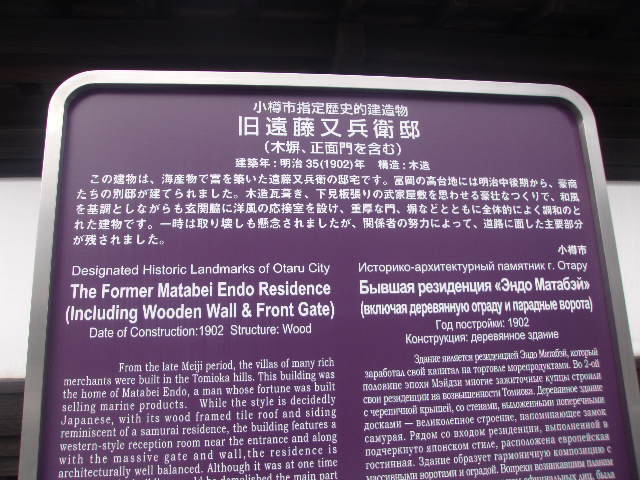 小樽市指定歴史的建造物
旧遠藤又兵衛邸
（木塀、正面門を含む）
建築年：明治35(1902)年　構造：木造
この建物は、海産物で富を築いた遠藤又兵衛の邸宅です。富岡の高台地には明治中後期から、豪商
たちの別邸が建てられました。木造瓦葺き、下見板張りの武家屋敷を思わせる豪壮なつくりで、和風
を基調としながらも玄関脇に洋風の応接室を設け、重厚な門、塀などとともに全体的によく調和のと
れた建物です。一時は取り壊しも懸念されましたが、関係者の努力によって、道路に面した主要部分
が残されました。
小樽市
Designated Historic Landmarks of Otaru City
The Former Matabei Endo Residence
(Including Wooden Wall & Front Gate)
Date of Construction:1902 Structure: Wood
From the late Meiji period, the villas of many rich
merchants were built in the Tomioka hills. This building was
the home of Matabei Endo, a man whose fortune was built
selling marine products. While the style is decidedly
Japanese, with its wood framed tile roof and siding
reminiscent of a samurai residence, the building features a
western-style reception room near the entrance and along
with the massive gate and wall,the residence is
architecturally well balanced. Although it was at one time
would be demolished the main part
Историко-архитектурный памятник г. Отару
Бывшая резиденция «Эндо Матабэй»
(включая деревянную ограду и парадные ворота)
Год постройки: 1902
Конструкция: деревянное здание
Здание является резиденцией Эндо Матабэй, который
заработал свой капитал на торговле морепродуктами. Во 2-ой
половине эпохи Мэйдзи многие зажиточные купцы строили
свои резиденции на возвышенности Томиока. Деревянное здание
с черепичной крышей, со стенами, выложенными поперечными
досками — великолепное строение, напоминающее замок
самурая. Рядом со входом резиденции, выполненной в
подчеркнуто японском стиле, расположена европейская
гостинная. Здание образует гармоничную композицию с
массивными воротами и оградой. Вопреки возникавшим планам
официальных лиц, была